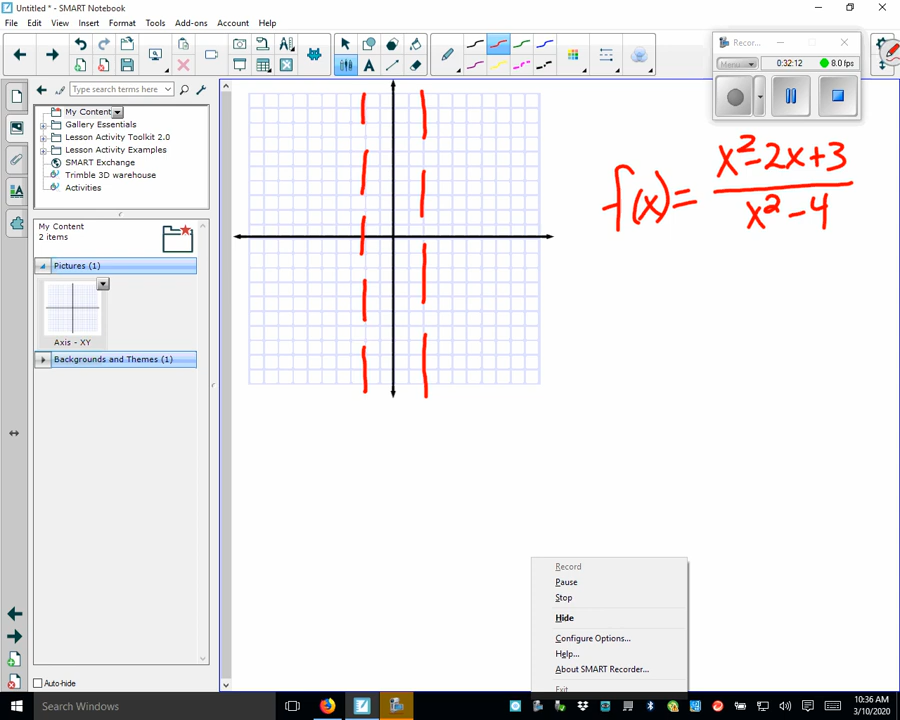 Untitled * - SMART Notebook
File Edit View Insert Format Tools Add-ons Account Help
Recor...
Menu
0:32:12
8.0 fps
Type search terms here
My Content
Gallery Essentials
Lesson Activity Toolkit 2.0
Lesson Activity Examples
SMART Exchange
Trimble 3D warehouse
Activities
My Content
2 items
Pictures (1)
Axis - XY
Backgrounds and Themes (1)
Auto-hide
f(x) = (x² - 2x + 3) / (x² - 4)
Record
Pause
Stop
Hide
Configure Options...
Help...
About SMART Recorder...
Exit
Search Windows
10:36 AM
3/10/2020